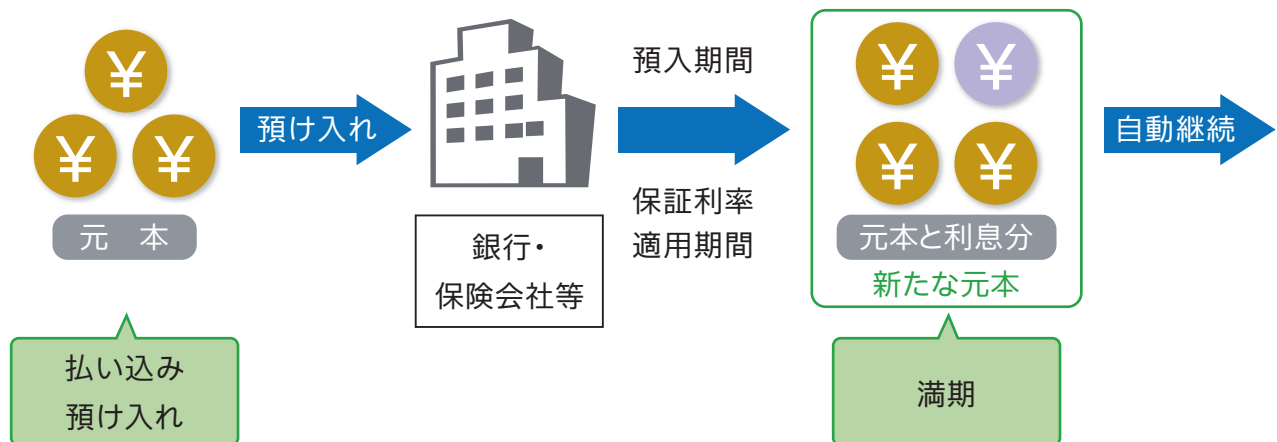 ¥
¥ ¥
元　本
払い込み
預け入れ
預け入れ
銀行・
保険会社等
預入期間
保証利率
適用期間
¥ ¥
¥ ¥
元本と利息分
新たな元本
満期
自動継続